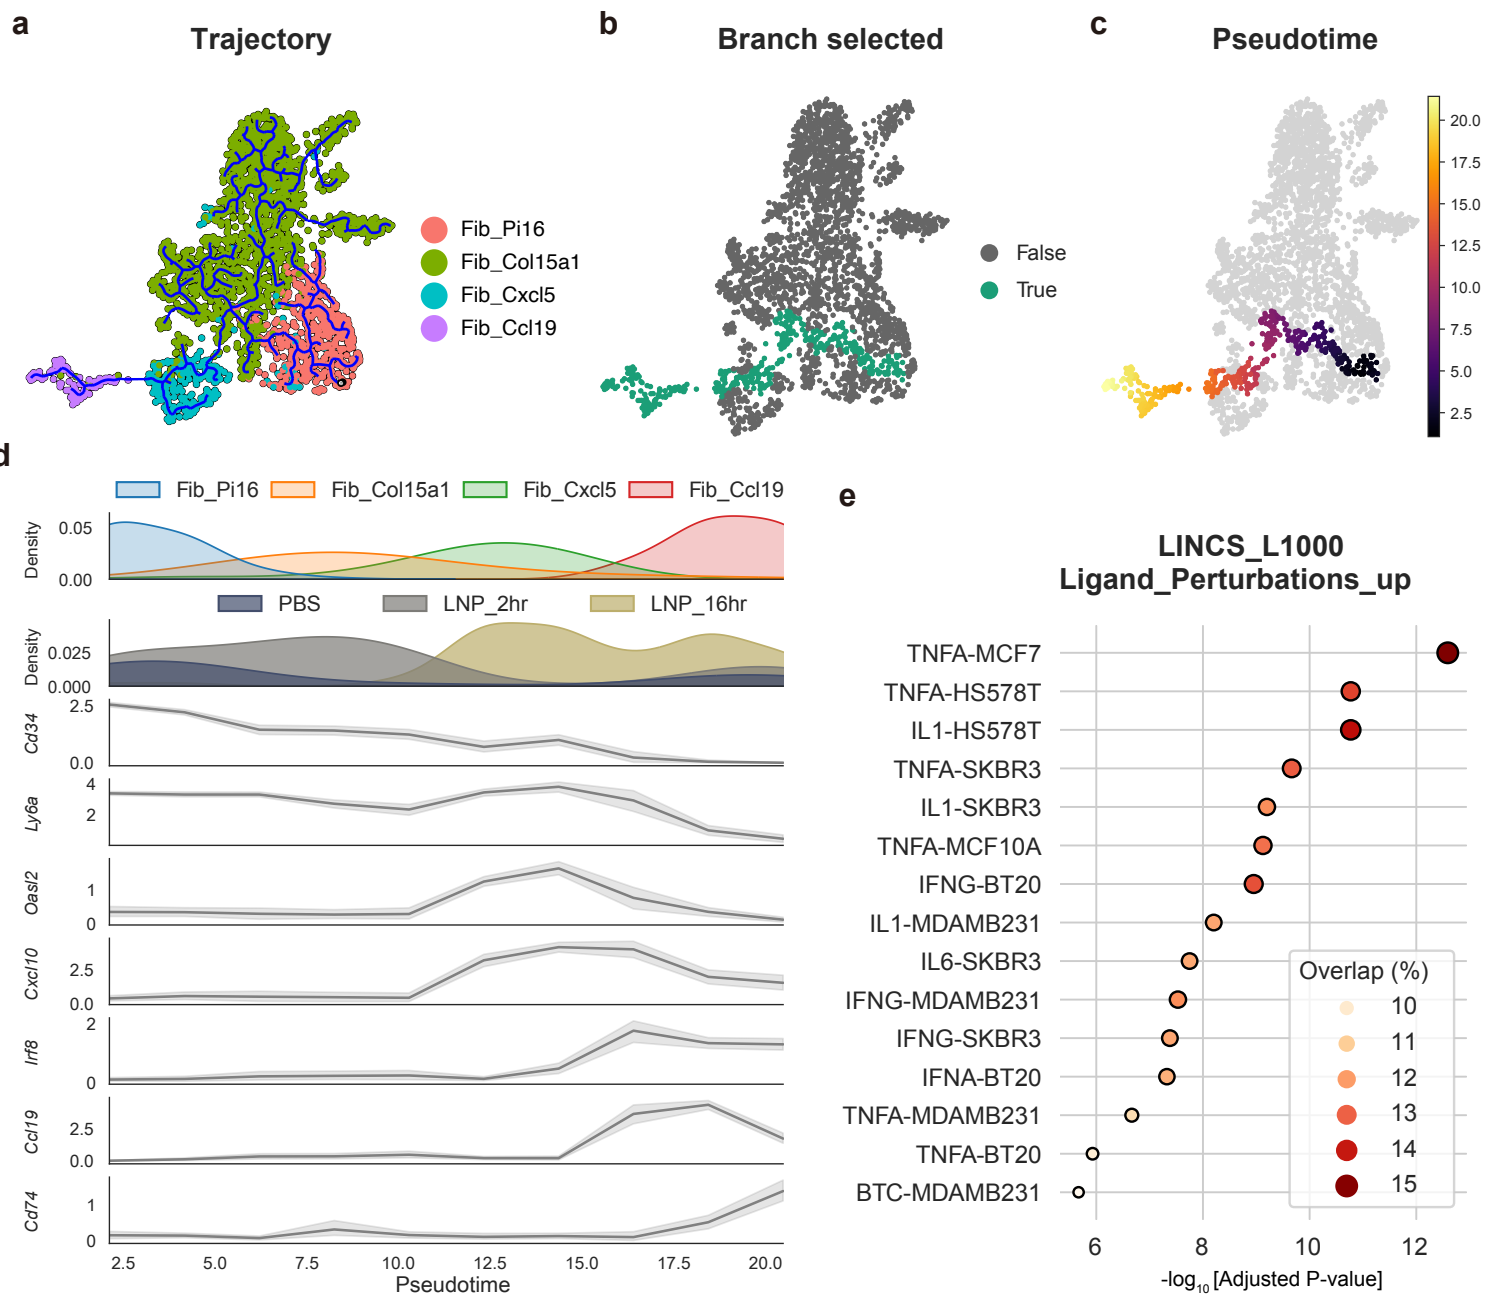 a
Trajectory
Fib_Pi16
Fib_Col15a1
Fib_Cxcl5
Fib_Ccl19
b
Branch selected
False
True
c
Pseudotime
20.0
17.5
15.0
12.5
10.0
7.5
5.0
2.5
d
Fib_Pi16 Fib_Col15a1 Fib_Cxcl5 Fib_Ccl19
Density
0.05
0.00
PBS LNP_2hr LNP_16hr
Density
0.025
0.000
Cd34
2.5
0.0
Ly6a
4
2
Oasl2
1
0
Cxcl10
2.5
0.0
Irf8
2
0
Ccl19
2.5
0.0
Cd74
1
0
2.5 5.0 7.5 10.0 12.5 15.0 17.5 20.0
Pseudotime
e
LINCS_L1000
Ligand_Perturbations_up
TNFA-MCF7
TNFA-HS578T
IL1-HS578T
TNFA-SKBR3
IL1-SKBR3
TNFA-MCF10A
IFNG-BT20
IL1-MDAMB231
IL6-SKBR3
IFNG-MDAMB231
IFNG-SKBR3
IFNA-BT20
TNFA-MDAMB231
TNFA-BT20
BTC-MDAMB231
Overlap (%)
10
11
12
13
14
15
6 8 10 12
-log10 [Adjusted P-value]